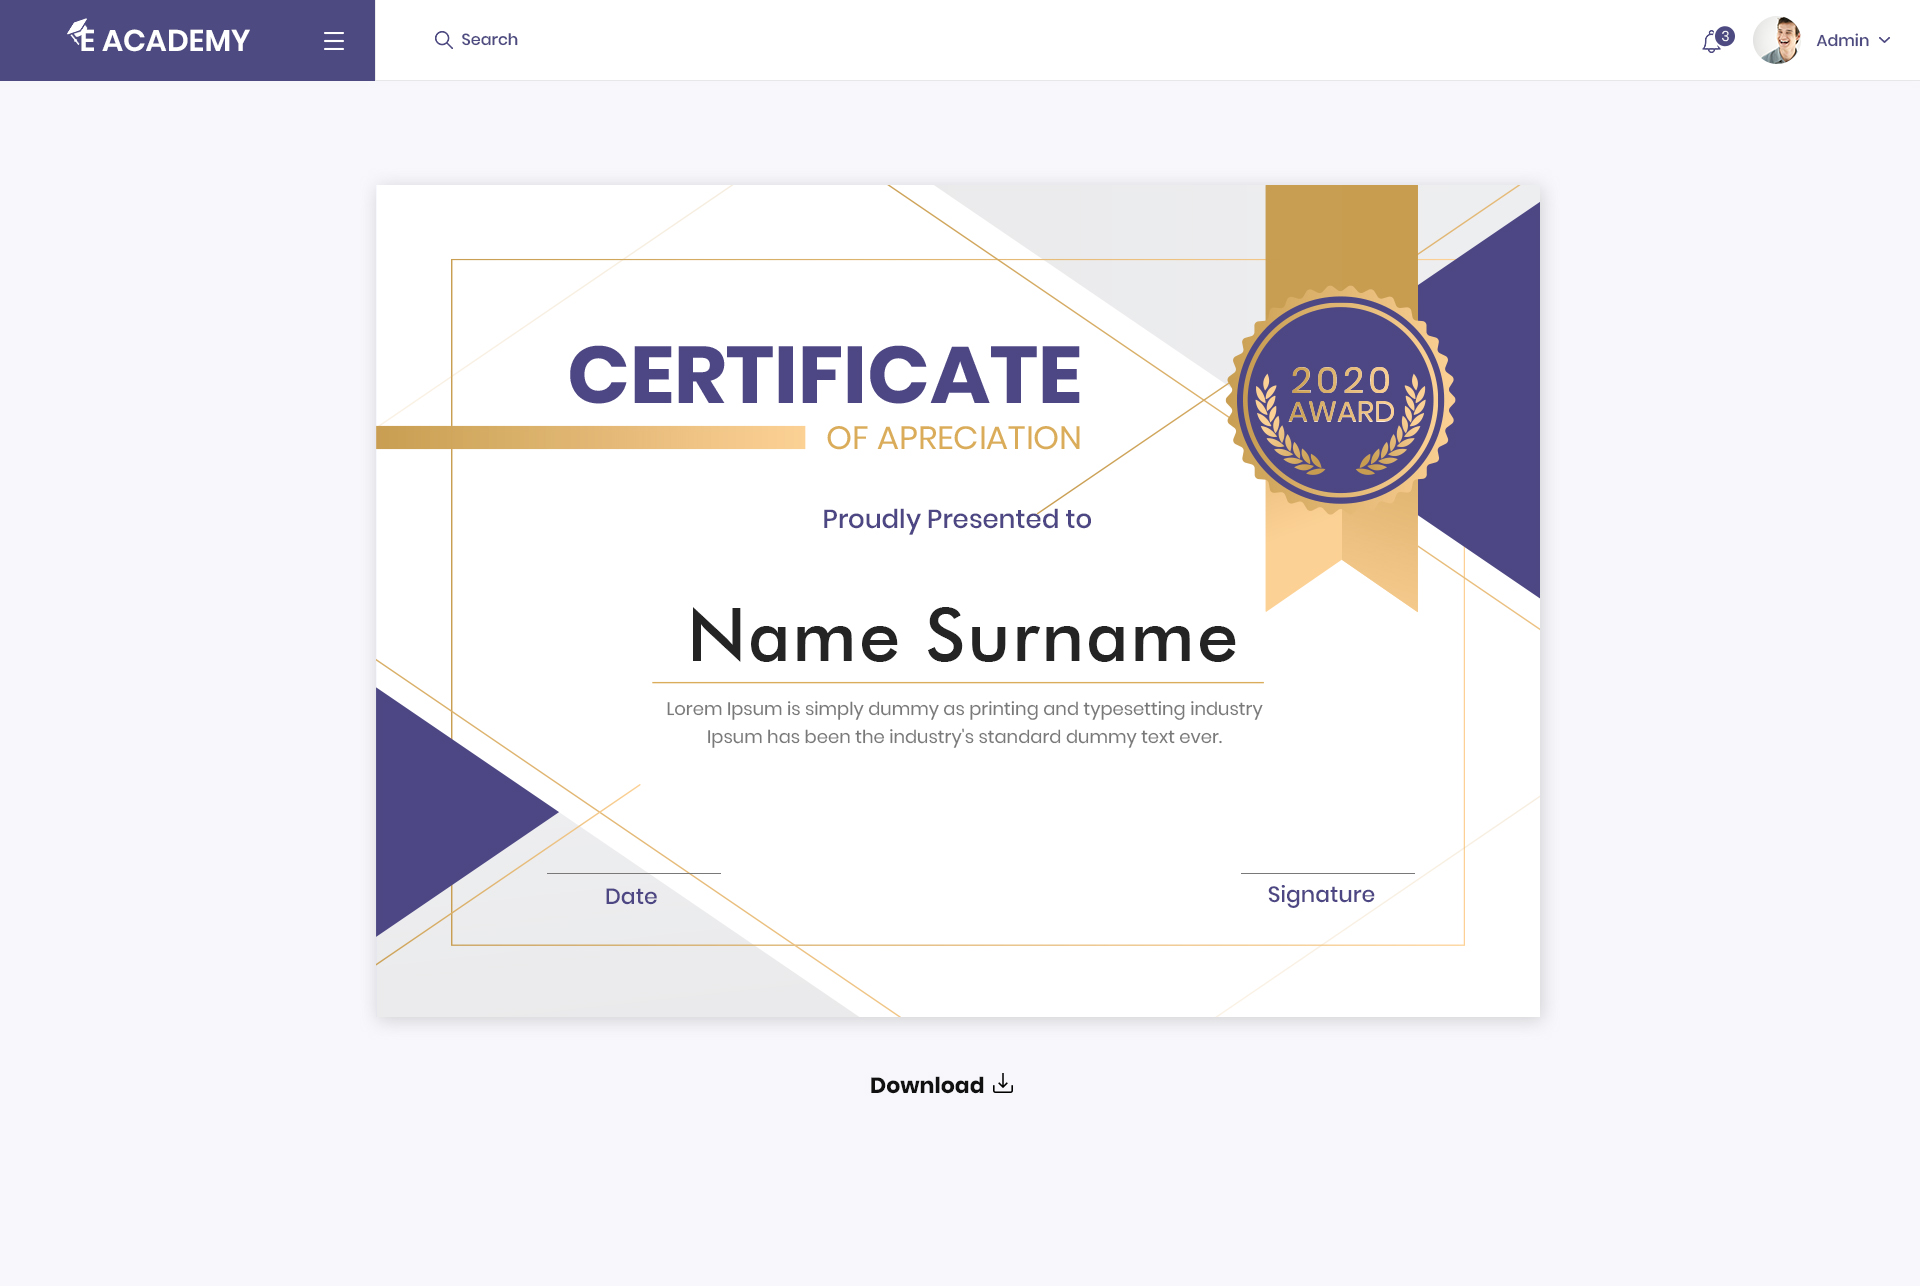 E ACADEMY
Search
3
Admin
2020
AWARD
CERTIFICATE
OF APRECIATION
Proudly Presented to
Name Surname
Lorem Ipsum is simply dummy as printing and typesetting industry
Ipsum has been the industry's standard dummy text ever.
Date
Signature
Download